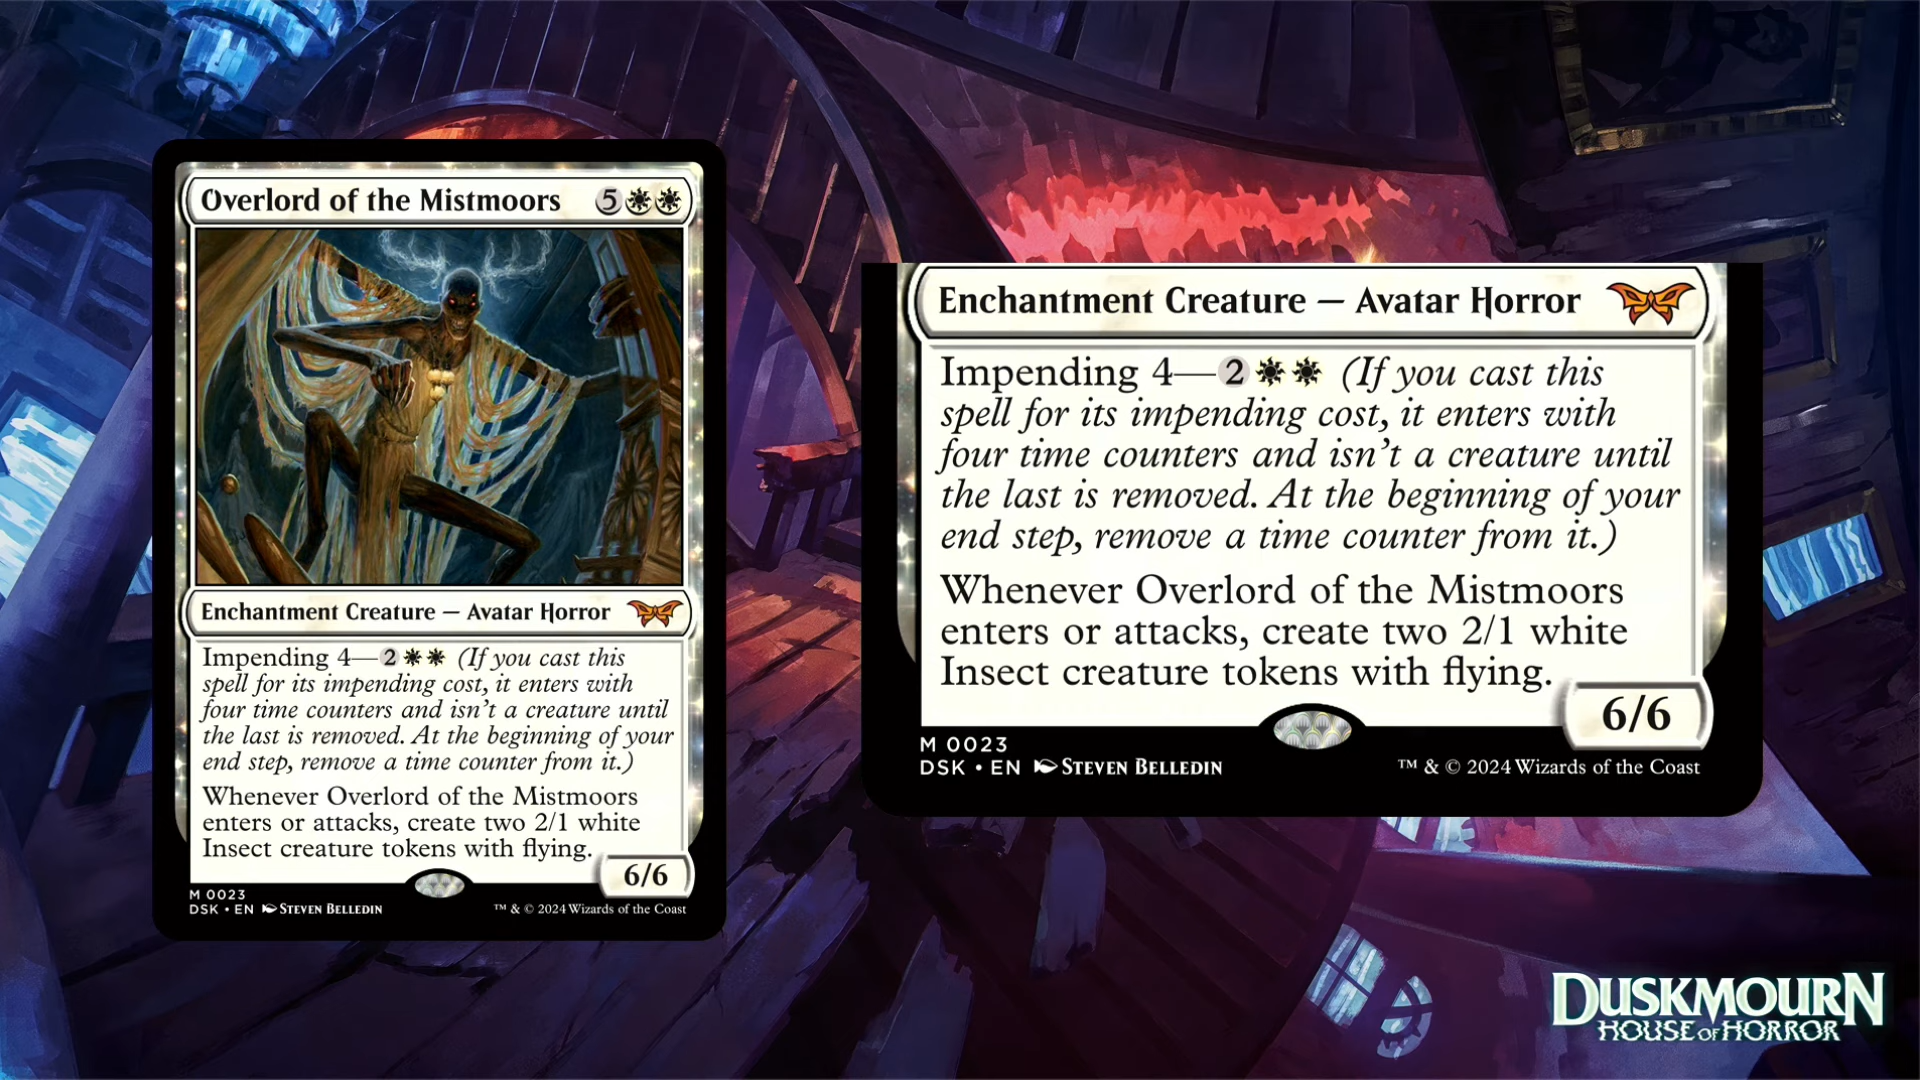 Overlord of the Mistmoors 5
Enchantment Creature — Avatar Horror
Impending 4—2 (If you cast this
spell for its impending cost, it enters with
four time counters and isn't a creature until
the last is removed. At the beginning of your
end step, remove a time counter from it.)
Whenever Overlord of the Mistmoors
enters or attacks, create two 2/1 white
Insect creature tokens with flying.
6/6
M 0023
DSK • EN STEVEN BELLEDIN
™ & © 2024 Wizards of the Coast
Enchantment Creature — Avatar Horror
Impending 4—2 (If you cast this
spell for its impending cost, it enters with
four time counters and isn't a creature until
the last is removed. At the beginning of your
end step, remove a time counter from it.)
Whenever Overlord of the Mistmoors
enters or attacks, create two 2/1 white
Insect creature tokens with flying.
6/6
M 0023
DSK • EN STEVEN BELLEDIN
™ & © 2024 Wizards of the Coast
DUSKMOURN
HOUSE OF HORROR